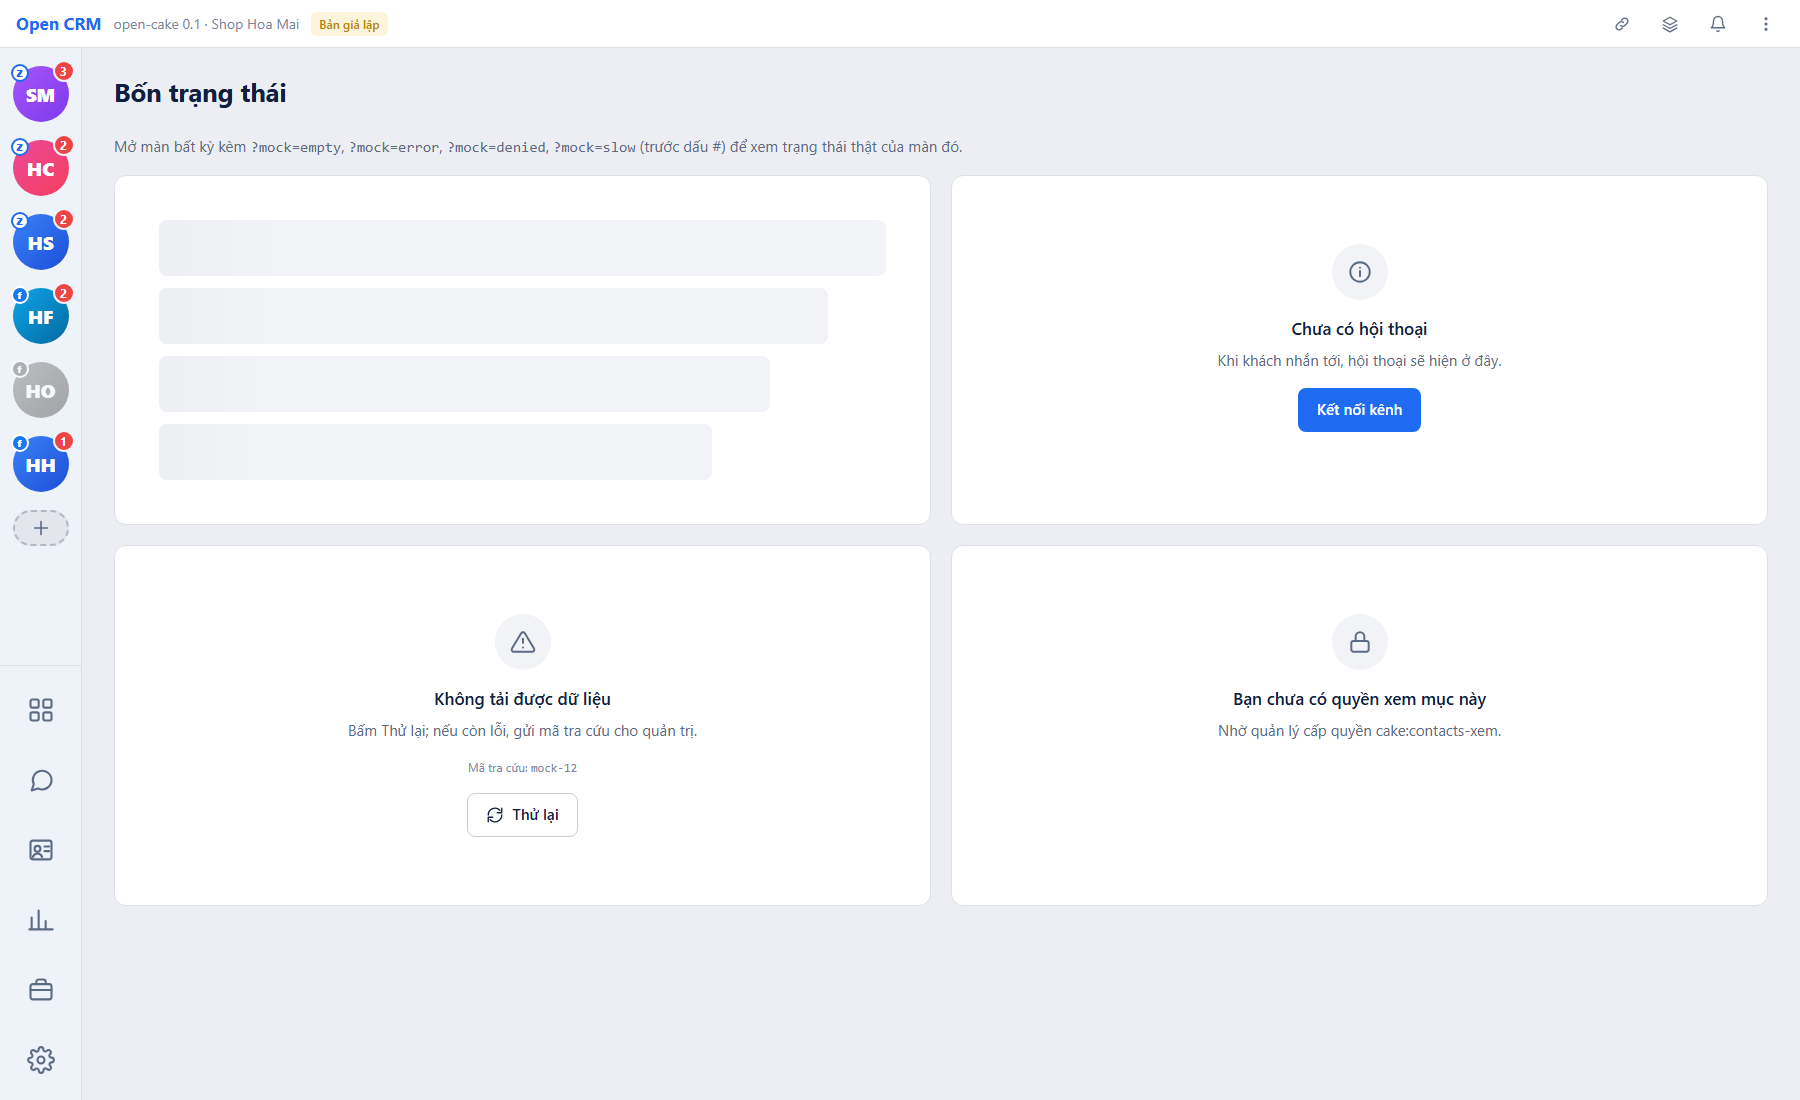 Open CRM open-cake 0.1 · Shop Hoa Mai Bản giả lập
z 3
SM
z 2
HC
z 2
HS
f 2
HF
f
HO
f 1
HH
Bốn trạng thái
Mở màn bất kỳ kèm ?mock=empty, ?mock=error, ?mock=denied, ?mock=slow (trước dấu #) để xem trạng thái thật của màn đó.
Chưa có hội thoại
Khi khách nhắn tới, hội thoại sẽ hiện ở đây.
Kết nối kênh
Không tải được dữ liệu
Bấm Thử lại; nếu còn lỗi, gửi mã tra cứu cho quản trị.
Mã tra cứu: mock-12
Thử lại
Bạn chưa có quyền xem mục này
Nhờ quản lý cấp quyền cake:contacts-xem.